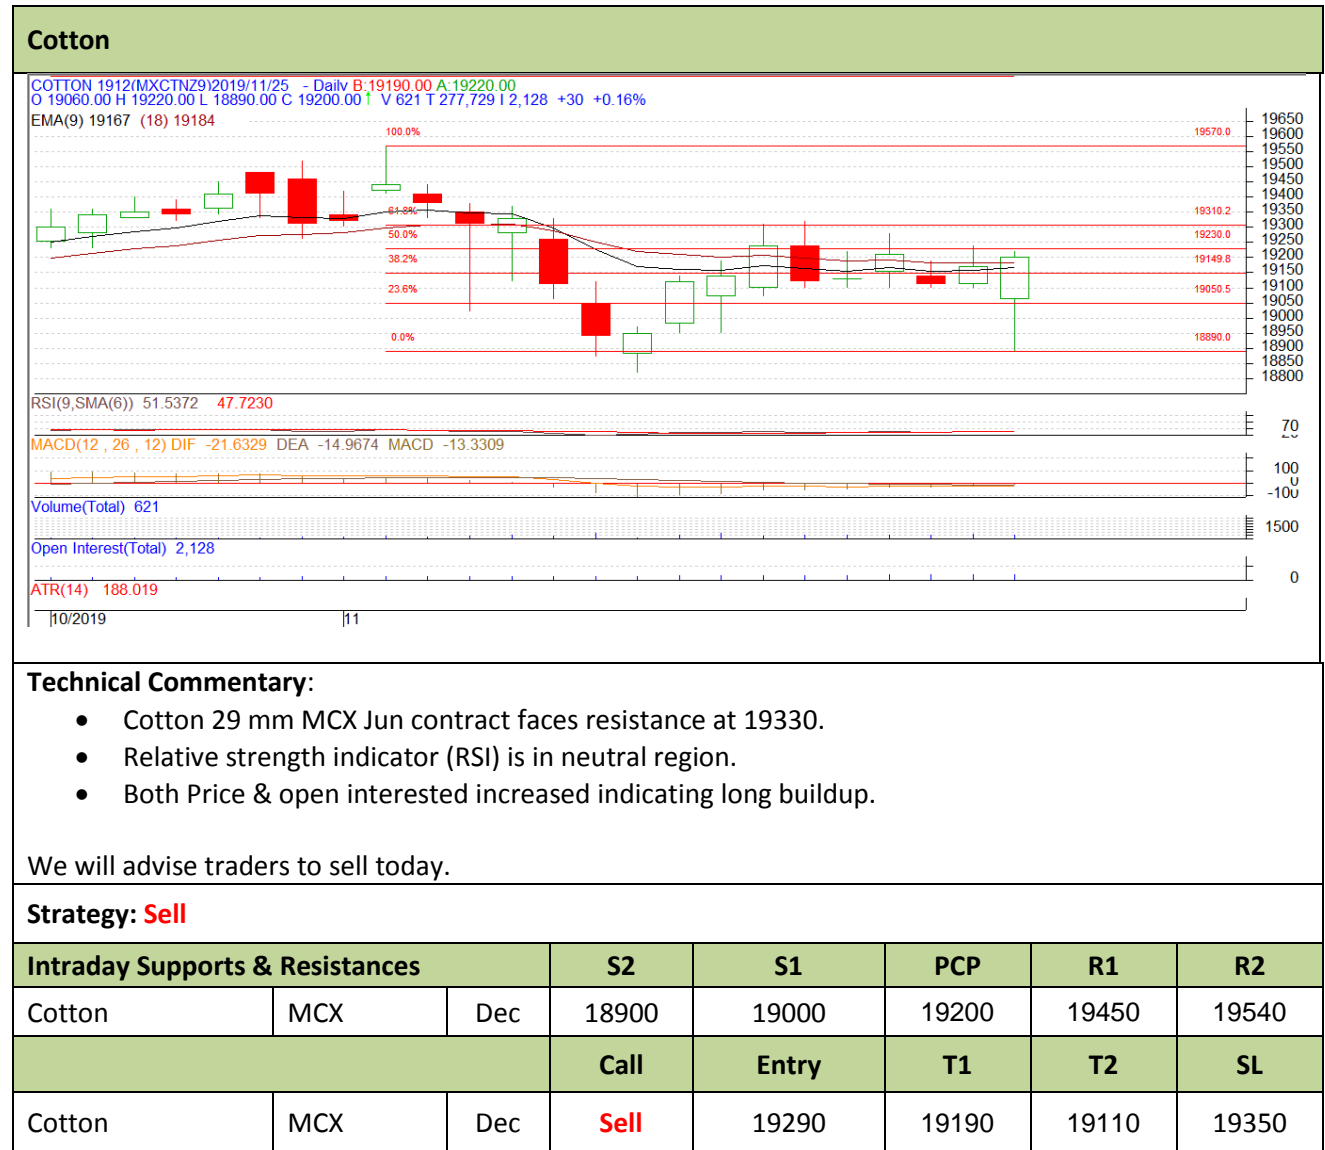 Cotton
COTTON 1912(MXCTNZ9)2019/11/25 - Daily B:19190.00 A:19220.00
O 19060.00 H 19220.00 L 18890.00 C 19200.00↑ V 621 T 277,729 I 2,128 +30 +0.16%
EMA(9) 19167 (18) 19184
100.0% 19570.0
61.8% 19310.2
50.0% 19230.0
38.2% 19149.8
23.6% 19050.5
0.0% 18890.0
19650
19600
19550
19500
19450
19400
19350
19300
19250
19200
19150
19100
19050
19000
18950
18900
18850
18800
RSI(9,SMA(6)) 51.5372 47.7230
70
MACD(12 , 26 , 12) DIF -21.6329 DEA -14.9674 MACD -13.3309
100
0
-100
Volume(Total) 621
1500
Open Interest(Total) 2,128
0
ATR(14) 188.019
10/2019 11
Technical Commentary:
• Cotton 29 mm MCX Jun contract faces resistance at 19330.
• Relative strength indicator (RSI) is in neutral region.
• Both Price & open interested increased indicating long buildup.
We will advise traders to sell today.
Strategy: Sell
Intraday Supports & Resistances S2 S1 PCP R1 R2
Cotton MCX Dec 18900 19000 19200 19450 19540
Call Entry T1 T2 SL
Cotton MCX Dec Sell 19290 19190 19110 19350